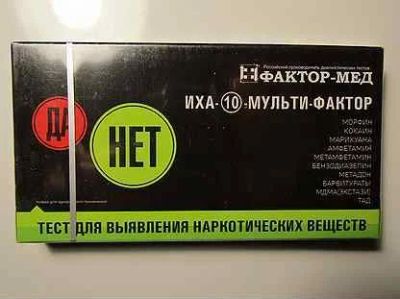 Российский производитель диагностических тестов
ФАКТОР-МЕД
ИХА-10-МУЛЬТИ-ФАКТОР
ДА
НЕТ
МОРФИН
КОКАИН
МАРИХУАНА
АМФЕТАМИН
МЕТАМФЕТАМИН
БЕНЗОДИАЗЕПИН
МЕТАДОН
БАРБИТУРАТЫ
МДМА(ЭКСТАЗИ)
ТАД
ТЕСТ ДЛЯ ВЫЯВЛЕНИЯ НАРКОТИЧЕСКИХ ВЕЩЕСТВ